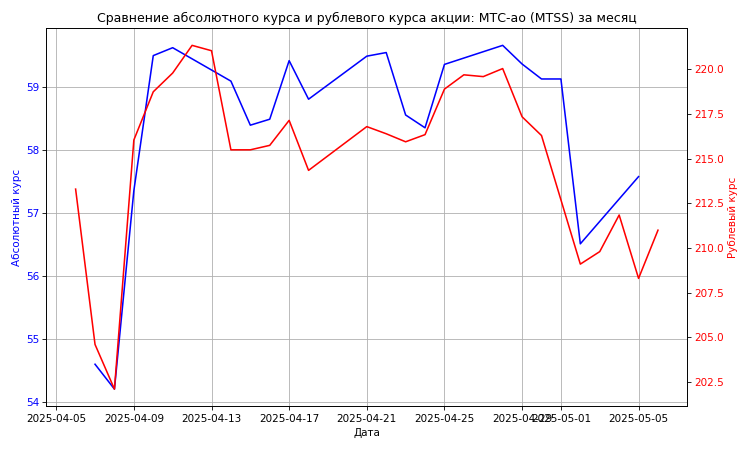 Сравнение абсолютного курса и рублевого курса акции: МТС-ао (MTSS) за месяц
Абсолютный курс
59
58
57
56
55
54
220.0
217.5
215.0
212.5
210.0
207.5
205.0
202.5
Рублевый курс
2025-04-05 2025-04-09 2025-04-13 2025-04-17 2025-04-21 2025-04-25 2025-04-29 2025-05-01 2025-05-05
Дата